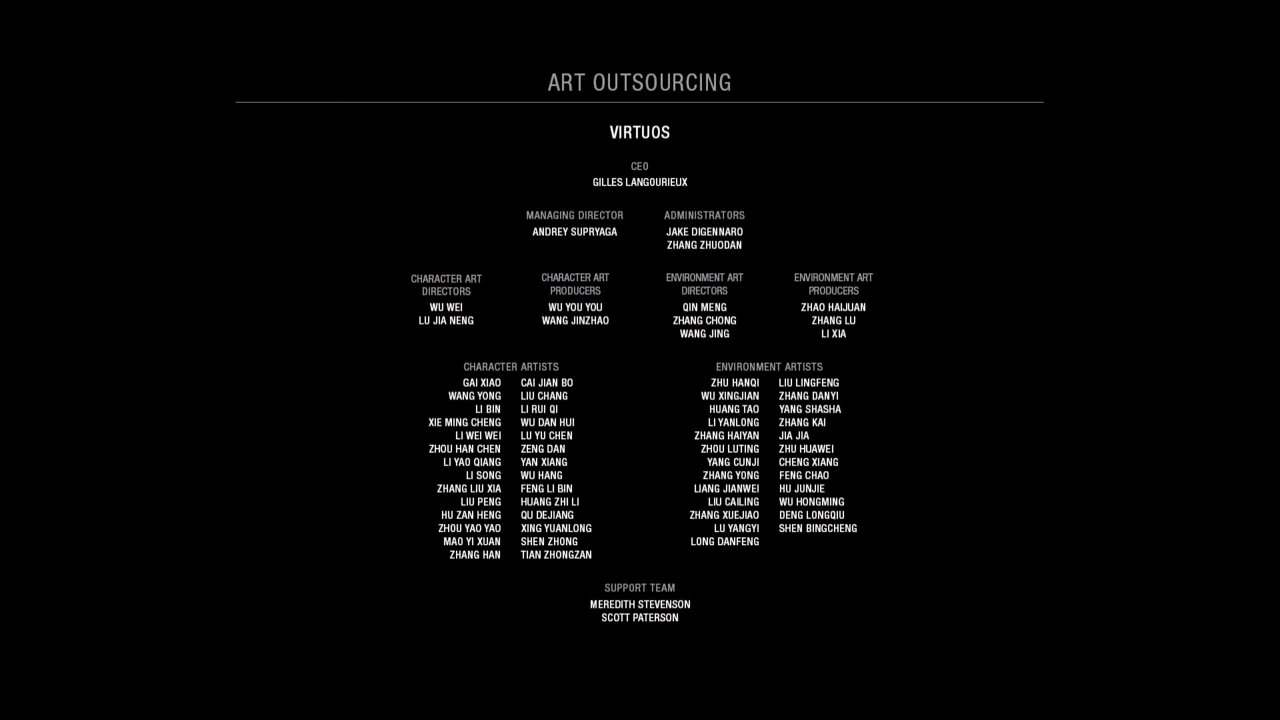 ART OUTSOURCING
VIRTUOS
CEO
GILLES LANGOURIEUX
MANAGING DIRECTOR
ANDREY SUPRYAGA
ADMINISTRATORS
JAKE DIGENNARO
ZHANG ZHUODAN
CHARACTER ART
DIRECTORS
WU WEI
LU JIA NENG
CHARACTER ART
PRODUCERS
WU YOU YOU
WANG JINZHAO
ENVIRONMENT ART
DIRECTORS
QIN MENG
ZHANG CHONG
WANG JING
ENVIRONMENT ART
PRODUCERS
ZHAO HAIJUAN
ZHANG LU
LI XIA
CHARACTER ARTISTS
GAI XIAO CAI JIAN BO
WANG YONG LIU CHANG
LI BIN LI RUI QI
XIE MING CHENG WU DAN HUI
LI WEI WEI LU YU CHEN
ZHOU HAN CHEN ZENG DAN
LI YAO QIANG YAN XIANG
LI SONG WU HANG
ZHANG LIU XIA FENG LI BIN
LIU PENG HUANG ZHI LI
HU ZAN HENG QU DEJIANG
ZHOU YAO YAO XING YUANLONG
MAO YI XUAN SHEN ZHONG
ZHANG HAN TIAN ZHONGZAN
ENVIRONMENT ARTISTS
ZHU HANQI LIU LINGFENG
WU XINGJIAN ZHANG DANYI
HUANG TAO YANG SHASHA
LI YANLONG ZHANG KAI
ZHANG HAIYAN JIA JIA
ZHOU LUTING ZHU HUAWEI
YANG CUNJI CHENG XIANG
ZHANG YONG FENG CHAO
LIANG JIANWEI HU JUNJIE
LIU CAILING WU HONGMING
ZHANG XUEJIAO DENG LONGQIU
LU YANGYI SHEN BINGCHENG
LONG DANFENG
SUPPORT TEAM
MEREDITH STEVENSON
SCOTT PATERSON